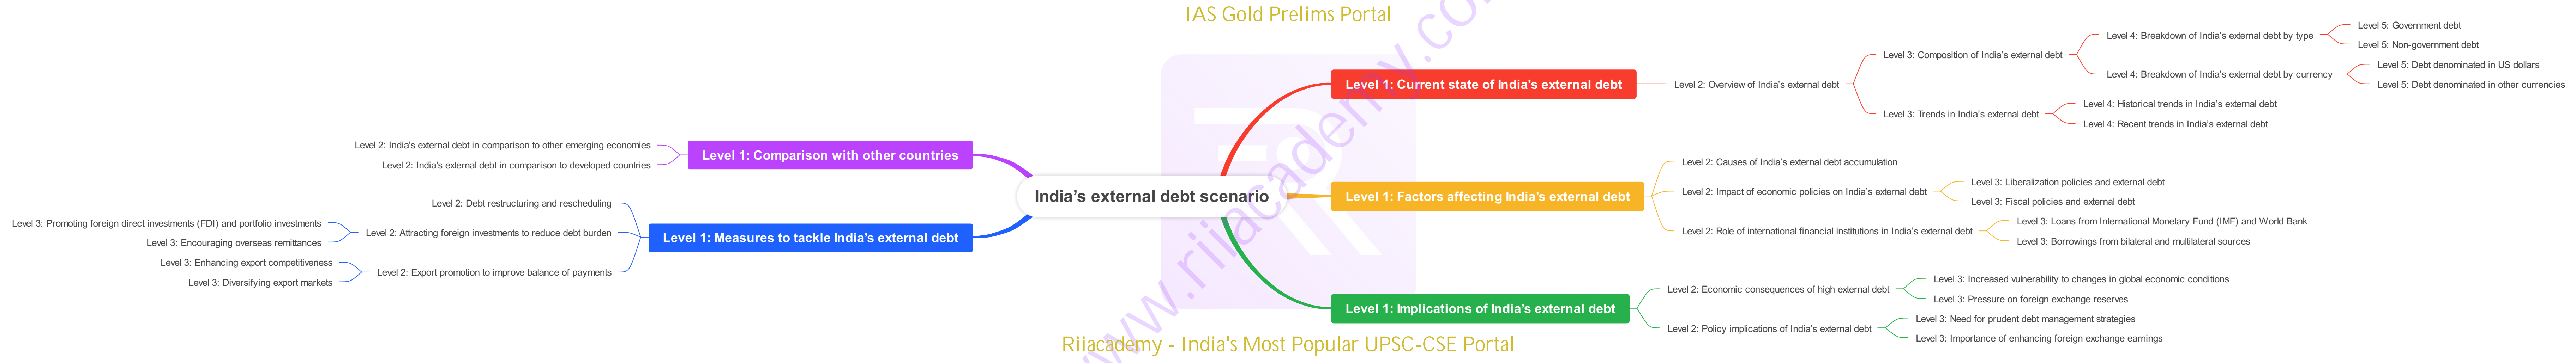 IAS Gold Prelims Portal
India’s external debt scenario
Level 1: Current state of India's external debt
Level 2: Overview of India’s external debt
Level 3: Composition of India’s external debt
Level 4: Breakdown of India’s external debt by type
Level 5: Government debt
Level 5: Non-government debt
Level 4: Breakdown of India’s external debt by currency
Level 5: Debt denominated in US dollars
Level 5: Debt denominated in other currencies
Level 3: Trends in India’s external debt
Level 4: Historical trends in India’s external debt
Level 4: Recent trends in India’s external debt
Level 1: Factors affecting India’s external debt
Level 2: Causes of India’s external debt accumulation
Level 2: Impact of economic policies on India’s external debt
Level 3: Liberalization policies and external debt
Level 3: Fiscal policies and external debt
Level 2: Role of international financial institutions in India’s external debt
Level 3: Loans from International Monetary Fund (IMF) and World Bank
Level 3: Borrowings from bilateral and multilateral sources
Level 1: Implications of India’s external debt
Level 2: Economic consequences of high external debt
Level 3: Increased vulnerability to changes in global economic conditions
Level 3: Pressure on foreign exchange reserves
Level 2: Policy implications of India’s external debt
Level 3: Need for prudent debt management strategies
Level 3: Importance of enhancing foreign exchange earnings
Level 1: Comparison with other countries
Level 2: India's external debt in comparison to other emerging economies
Level 2: India's external debt in comparison to developed countries
Level 1: Measures to tackle India’s external debt
Level 2: Debt restructuring and rescheduling
Level 2: Attracting foreign investments to reduce debt burden
Level 3: Promoting foreign direct investments (FDI) and portfolio investments
Level 3: Encouraging overseas remittances
Level 2: Export promotion to improve balance of payments
Level 3: Enhancing export competitiveness
Level 3: Diversifying export markets
www.riiacademy.com
Riiacademy - India's Most Popular UPSC-CSE Portal